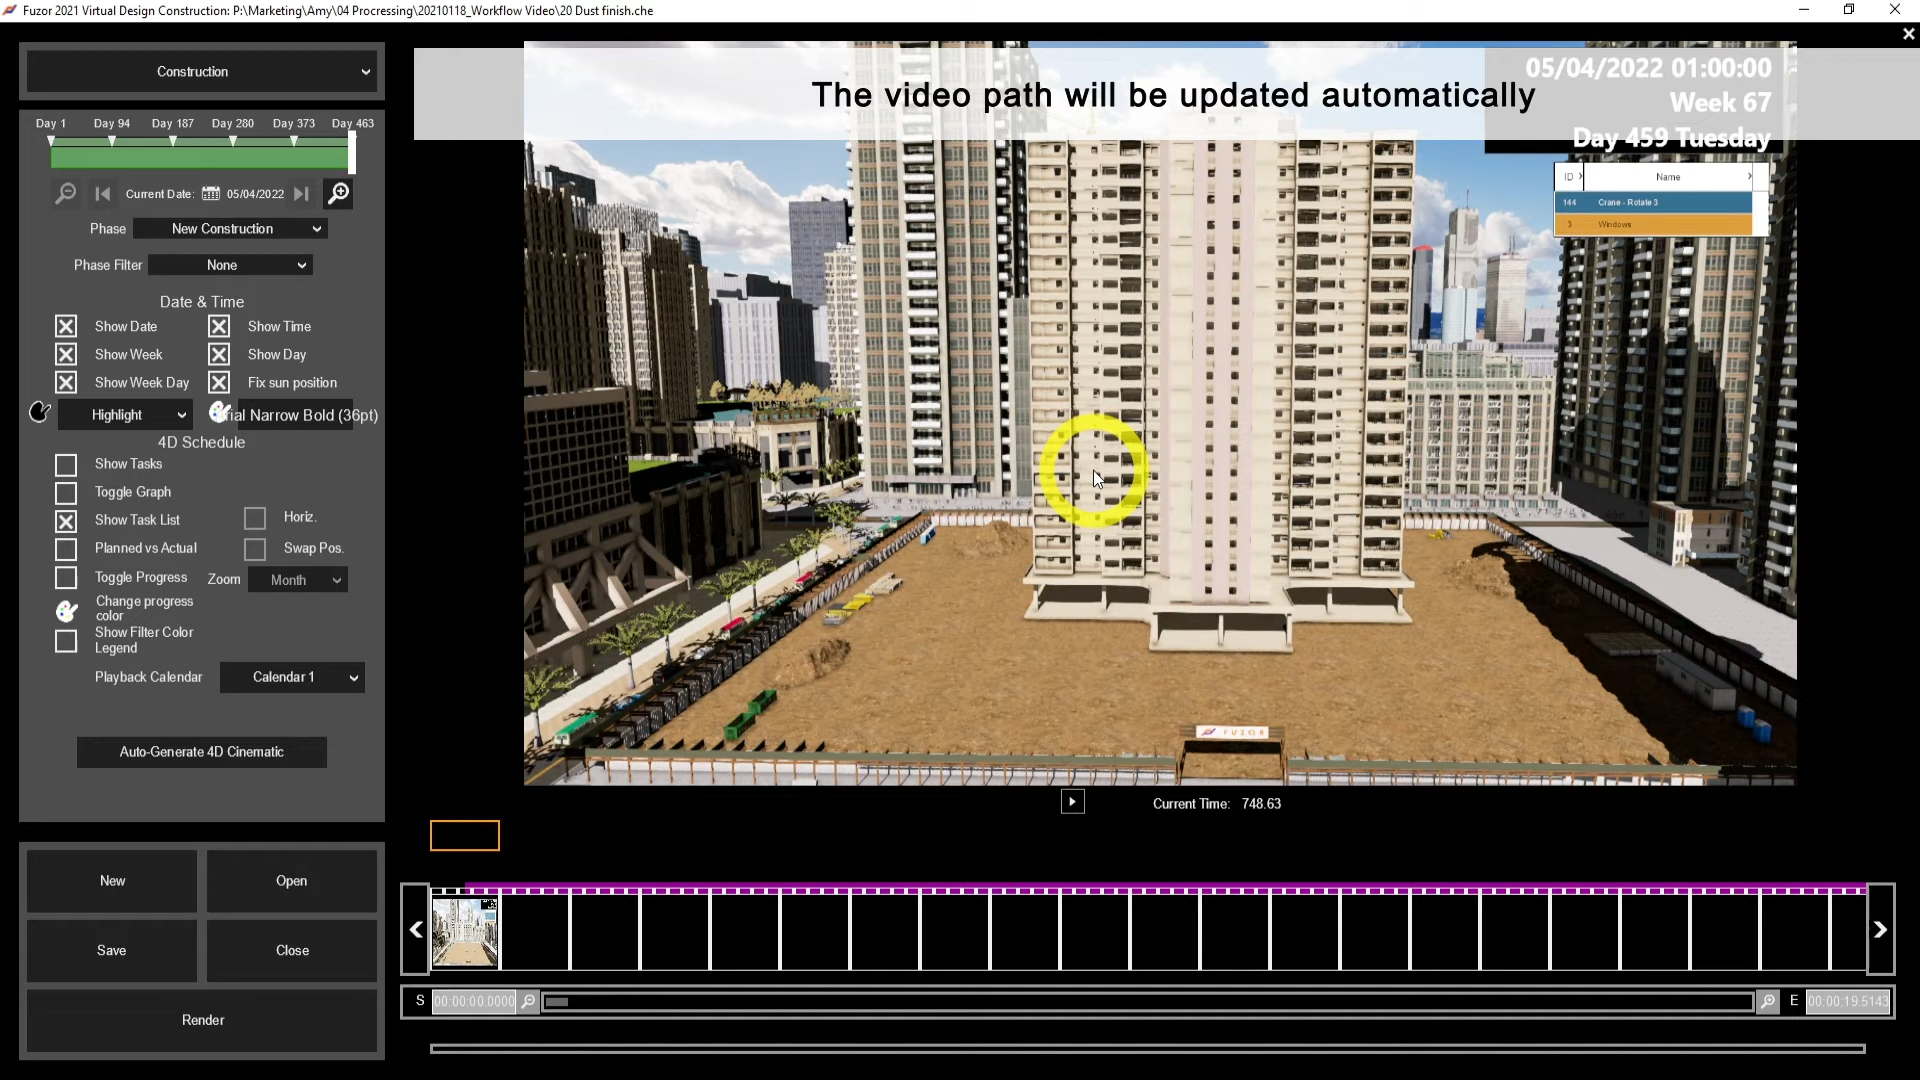 Fuzor 2021 Virtual Design Construction: P:\Marketing\Amy\04 Procressing\20210118_Workflow Video\20 Dust finish.che
Construction
The video path will be updated automatically
05/04/2022 01:00:00
Week 67
Day 459 Tuesday
ID Name
144 Crane - Rotate 3
3 Windows
Day 1 Day 94 Day 187 Day 280 Day 373 Day 463
Current Date: 05/04/2022
Phase New Construction
Phase Filter None
Date & Time
Show Date Show Time
Show Week Show Day
Show Week Day Fix sun position
Highlight rial Narrow Bold (36pt)
4D Schedule
Show Tasks
Toggle Graph
Show Task List Horiz.
Planned vs Actual Swap Pos.
Toggle Progress Zoom Month
Change progress
color
Show Filter Color
Legend
Playback Calendar Calendar 1
Auto-Generate 4D Cinematic
FUZOR
Current Time: 748.63
New Open
Save Close
Render
S 00:00:00.0000 E 00:00:19.5143